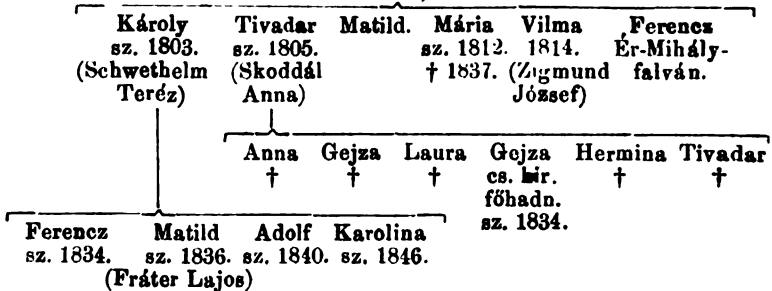 Károly Tivadar Matild. Mária Vilma Ferencz
sz. 1803. sz. 1805. sz. 1812. 1814. Ér-Mihály-
(Schwethelm (Skoddál † 1837. (Zigmund falván.
Teréz) Anna) József)
Anna Gejza Laura Gejza Hermina Tivadar
† † † cs. kir. † †
főhadn.
sz. 1834.
Ferencz Matild Adolf Karolina
sz. 1834. sz. 1836. sz. 1840. sz. 1846.
(Fráter Lajos)